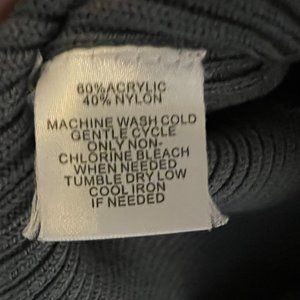 60% ACRYLIC
40% NYLON
MACHINE WASH COLD
GENTLE CYCLE
ONLY NON-
CHLORINE BLEACH
WHEN NEEDED
TUMBLE DRY LOW
COOL IRON
IF NEEDED